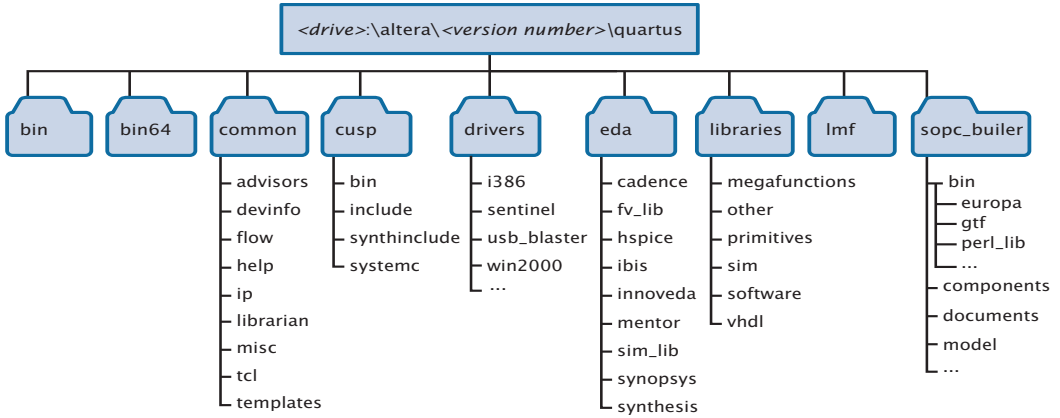 <drive>:\altera\<version number>\quartus
bin
bin64
common
advisors
devinfo
flow
help
ip
librarian
misc
tcl
templates
cusp
bin
include
synthinclude
systemc
drivers
i386
sentinel
usb_blaster
win2000
...
eda
cadence
fv_lib
hspice
ibis
innoveda
mentor
sim_lib
synopsys
synthesis
libraries
megafunctions
other
primitives
sim
software
vhdl
lmf
sopc_builer
bin
europa
gtf
perl_lib
...
components
documents
model
...